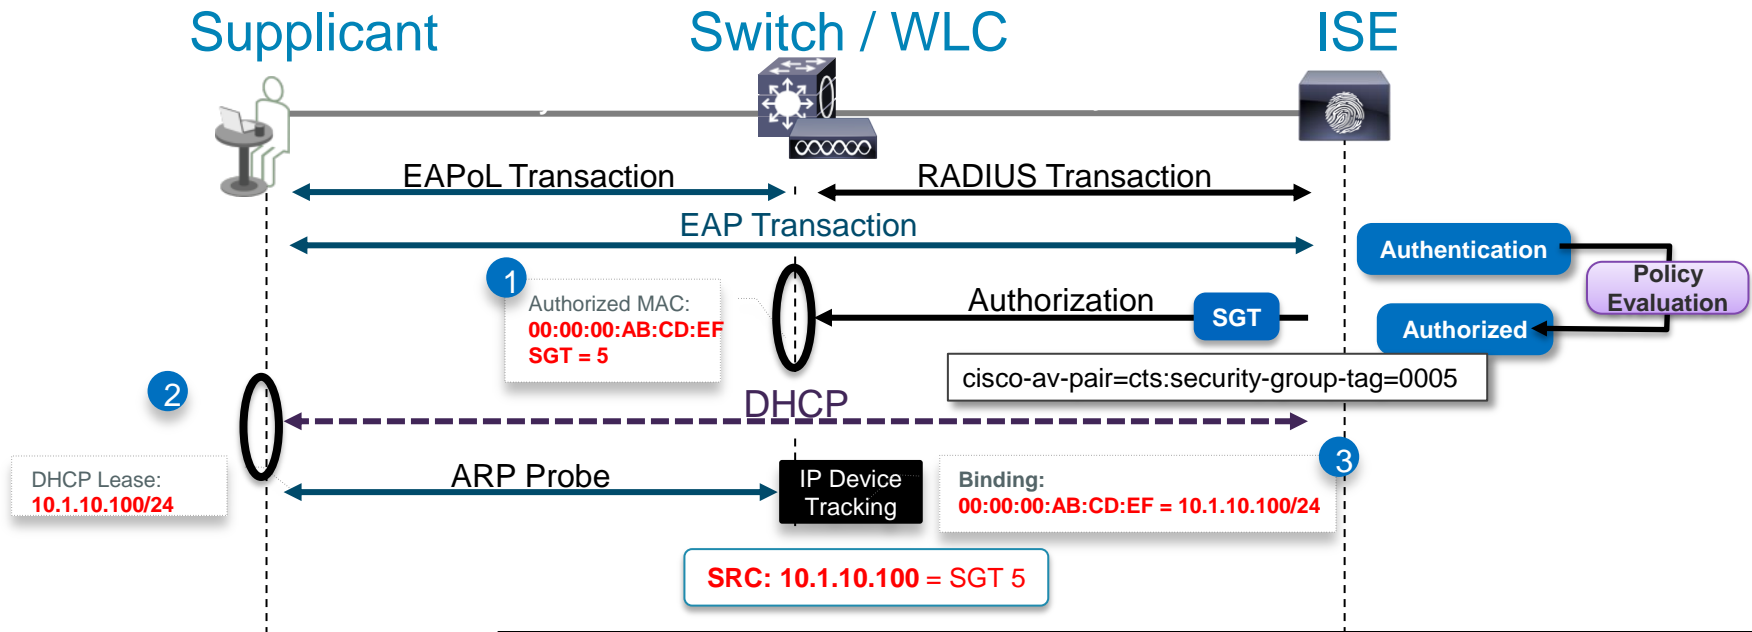 Supplicant
Switch / WLC
ISE
EAPoL Transaction
RADIUS Transaction
EAP Transaction
Authentication
Policy
Evaluation
1
Authorized MAC:
00:00:00:AB:CD:EF
SGT = 5
Authorization
SGT
Authorized
cisco-av-pair=cts:security-group-tag=0005
2
DHCP
DHCP Lease:
10.1.10.100/24
ARP Probe
IP Device
Tracking
3
Binding:
00:00:00:AB:CD:EF = 10.1.10.100/24
SRC: 10.1.10.100 = SGT 5